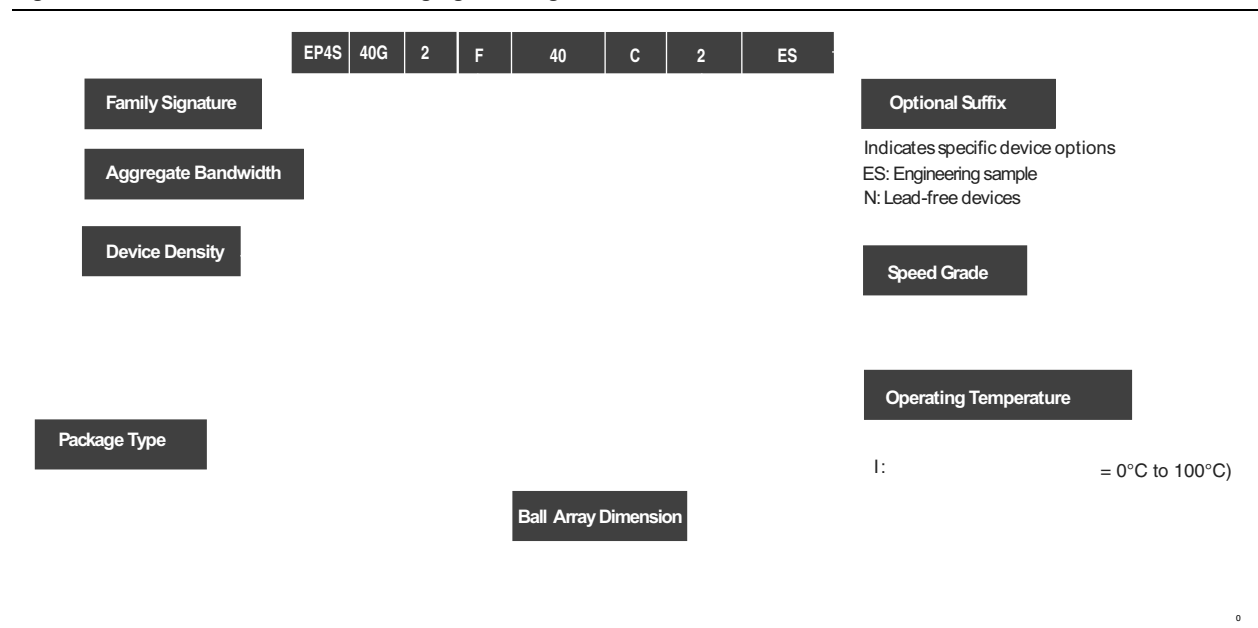 EP4S 40G 2 F 40 C 2 ES
Family Signature
Aggregate Bandwidth
Device Density
Package Type
Ball Array Dimension
Optional Suffix
Indicates specific device options
ES: Engineering sample
N: Lead-free devices
Speed Grade
Operating Temperature
I: = 0°C to 100°C)
0